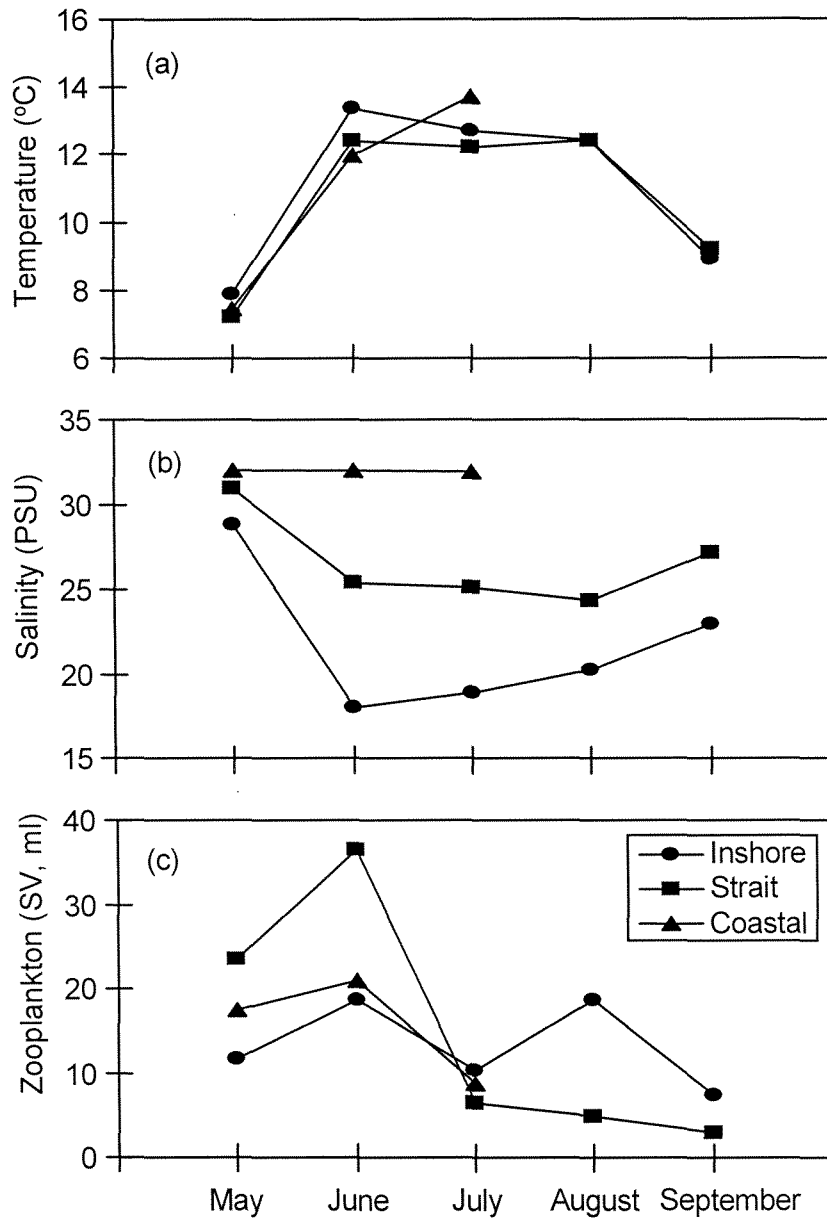 16
14
12
10
8
6
Temperature (ºC)
(a)
35
30
25
20
15
Salinity (PSU)
(b)
40
30
20
10
0
Zooplankton (SV, ml)
(c)
Inshore
Strait
Coastal
May June July August September